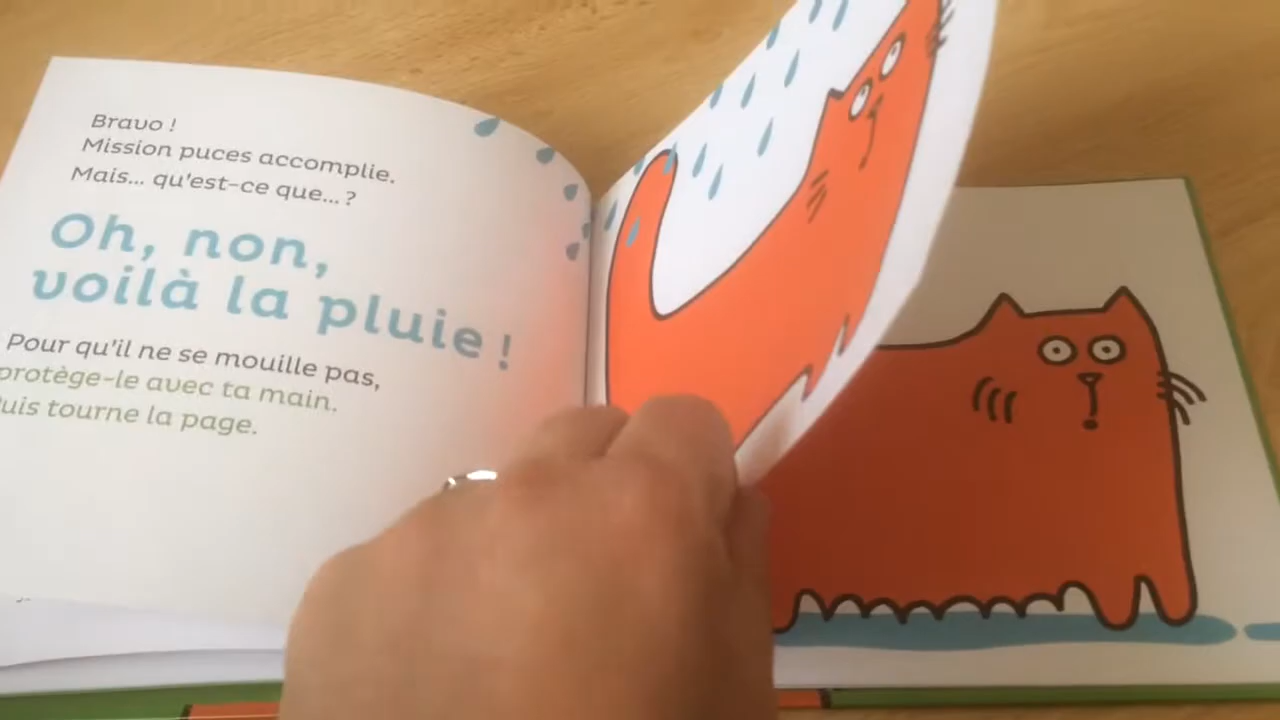 Bravo !
Mission puces accomplie.
Mais... qu'est-ce que... ?
Oh, non,
voilà la pluie !
Pour qu'il ne se mouille pas,
protège-le avec ta main.
Puis tourne la page.